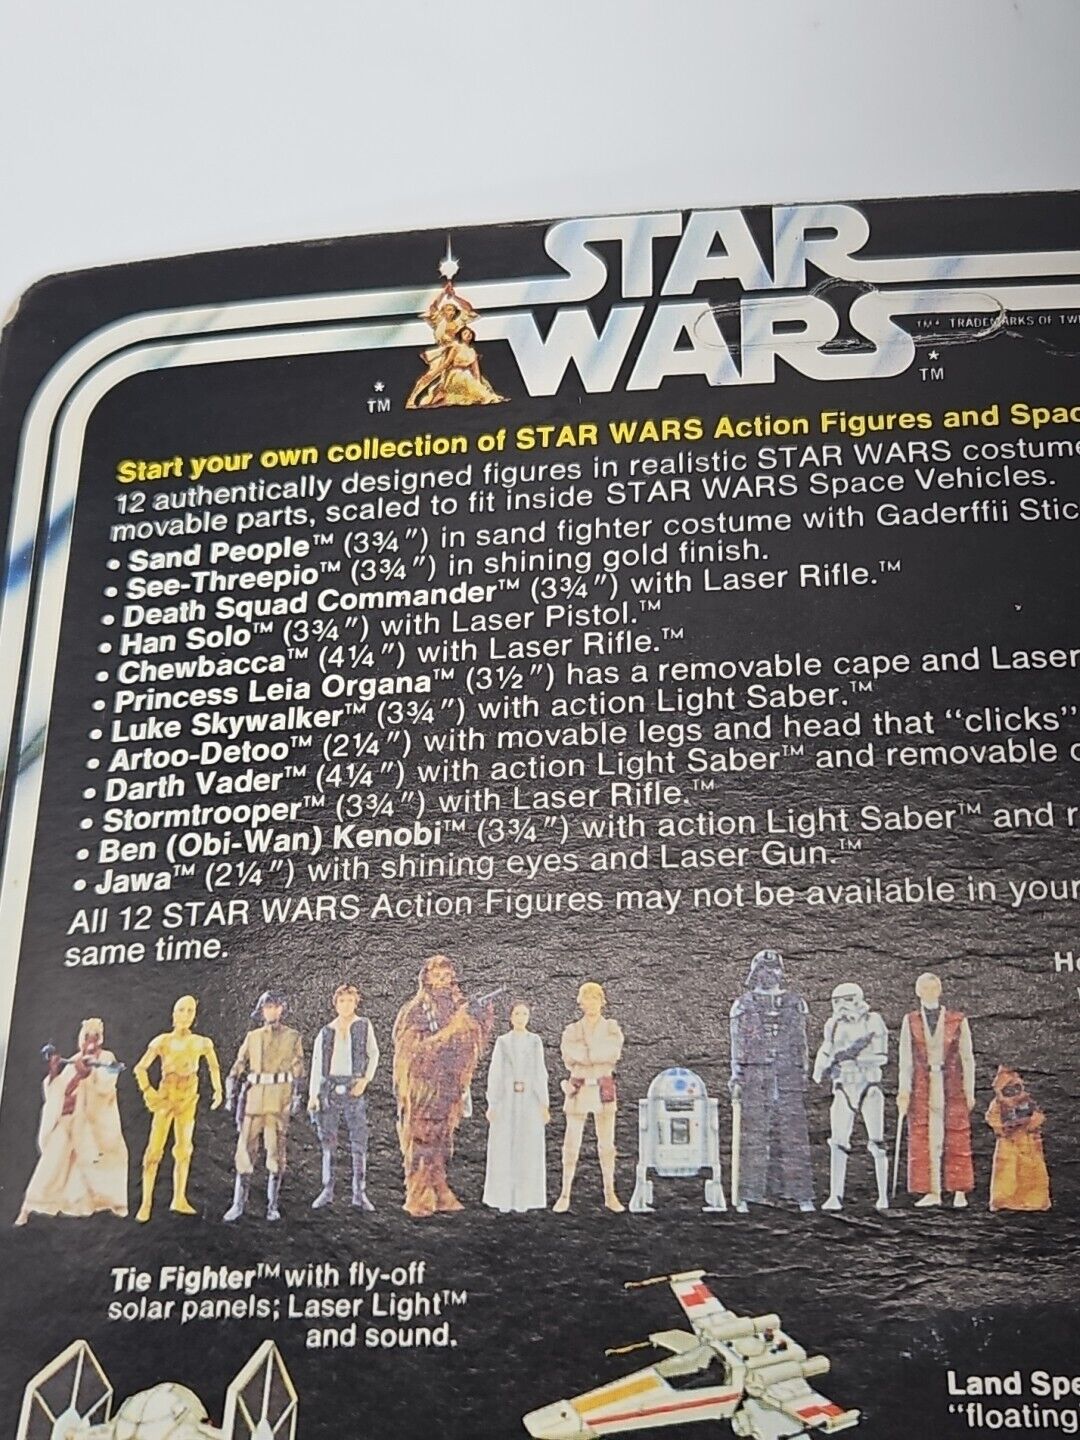 STAR
WARS
TM* TRADEMARKS OF
* TM
* TM
Start your own collection of STAR WARS Action Figures and
12 authentically designed figures in realistic STAR WARS
movable parts, scaled to fit inside STAR WARS Space Vehicles.
• Sand People™ (3¾") in sand fighter costume with Gaderffii
• See-Threepio™ (3¾") in shining gold finish.
• Death Squad Commander™ (3¾") with Laser Rifle.™
• Han Solo™ (3¾") with Laser Pistol.™
• Chewbacca™ (4¼") with Laser Rifle.™
• Princess Leia Organa™ (3½") has a removable cape and Laser
• Luke Skywalker™ (3¾") with action Light Saber.™
• Artoo-Detoo™ (2¼") with movable legs and head that "clicks"
• Darth Vader™ (4¼") with action Light Saber™ and removable
• Stormtrooper™ (3¾") with Laser Rifle.™
• Ben (Obi-Wan) Kenobi™ (3¾") with action Light Saber™ and
• Jawa™ (2¼") with shining eyes and Laser Gun.™
All 12 STAR WARS Action Figures may not be available in your
same time.
Tie Fighter™ with fly-off
solar panels; Laser Light™
and sound.
Land
"floating